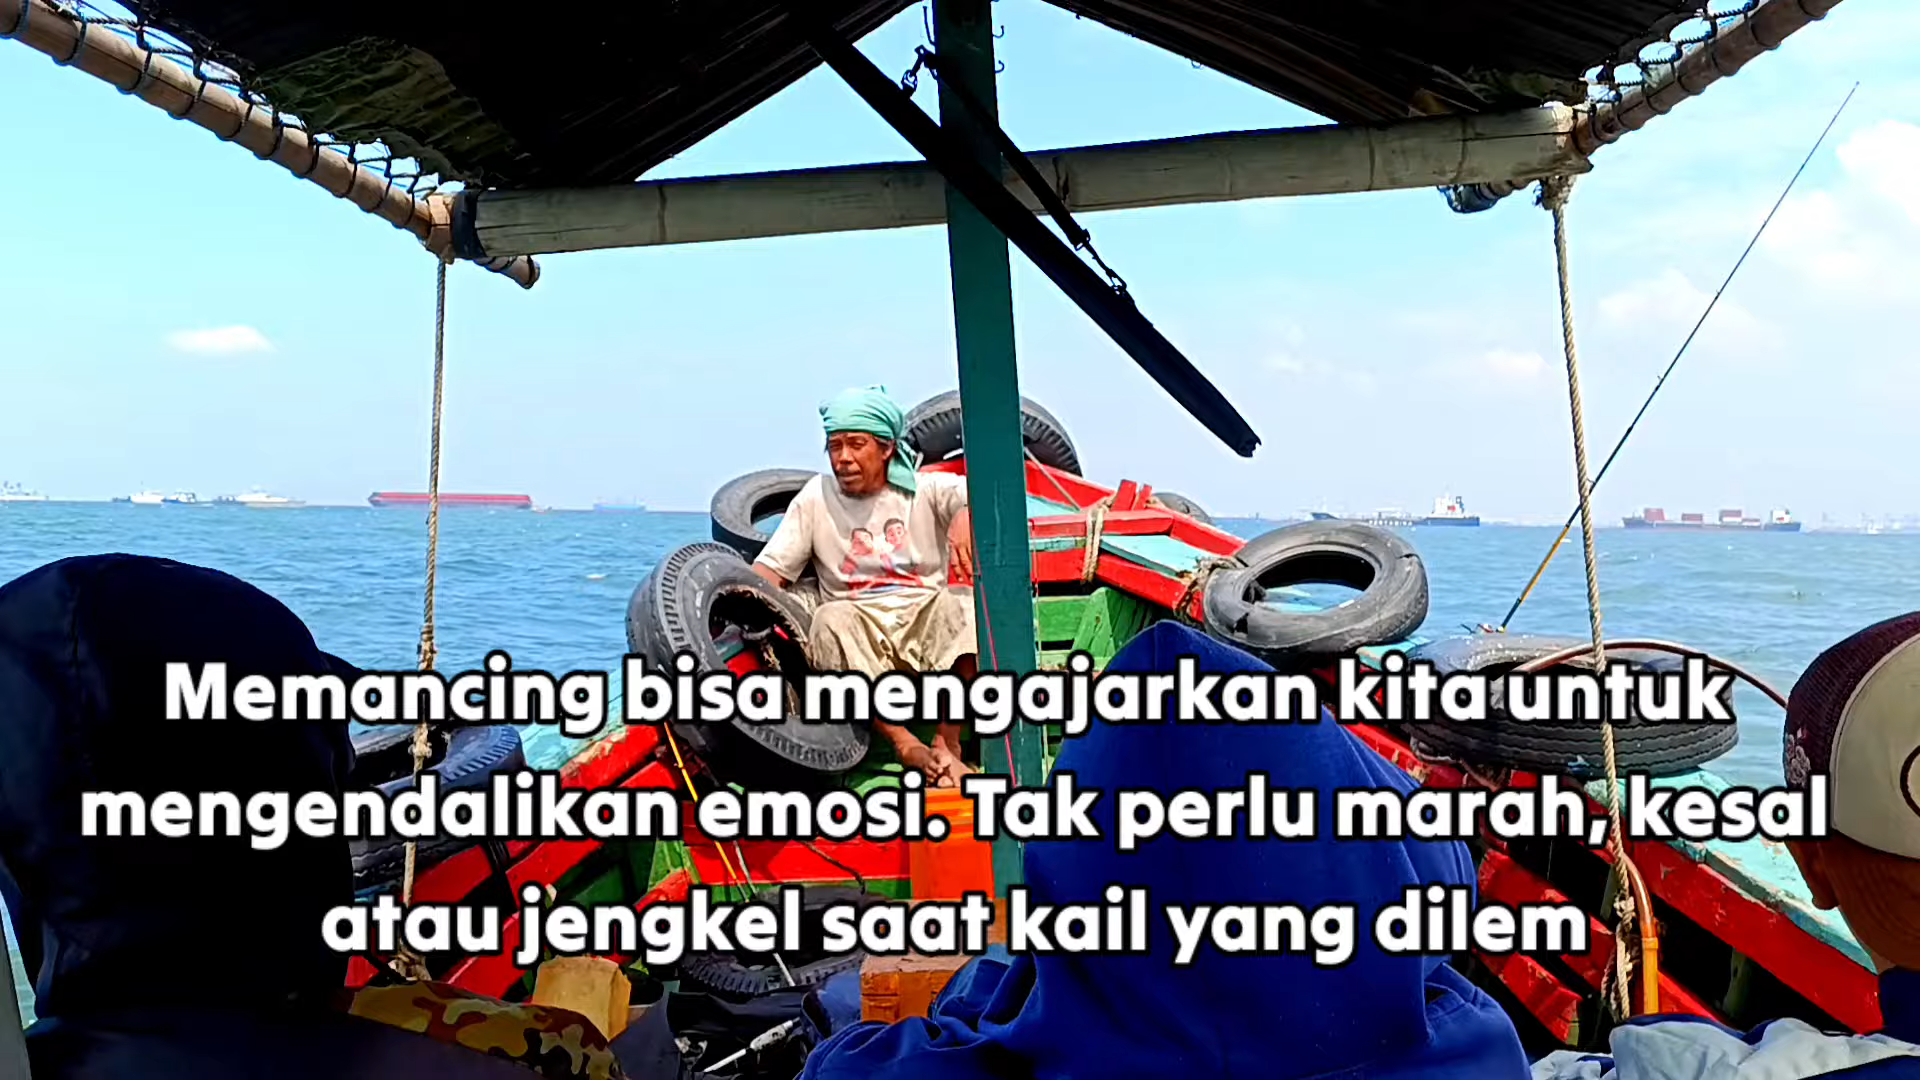 Memancing bisa mengajarkan kita untuk
mengendalikan emosi. Tak perlu marah, kesal
atau jengkel saat kail yang dilem